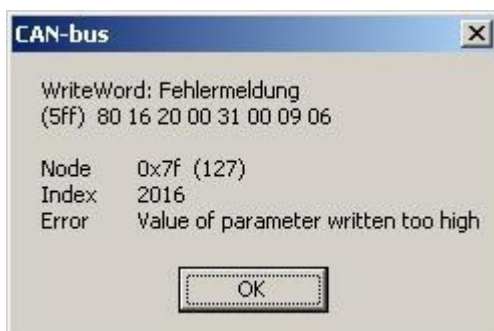 CAN-bus
WriteWord: Fehlermeldung
(5ff) 80 16 20 00 31 00 09 06
Node 0x7f (127)
Index 2016
Error Value of parameter written too high
OK